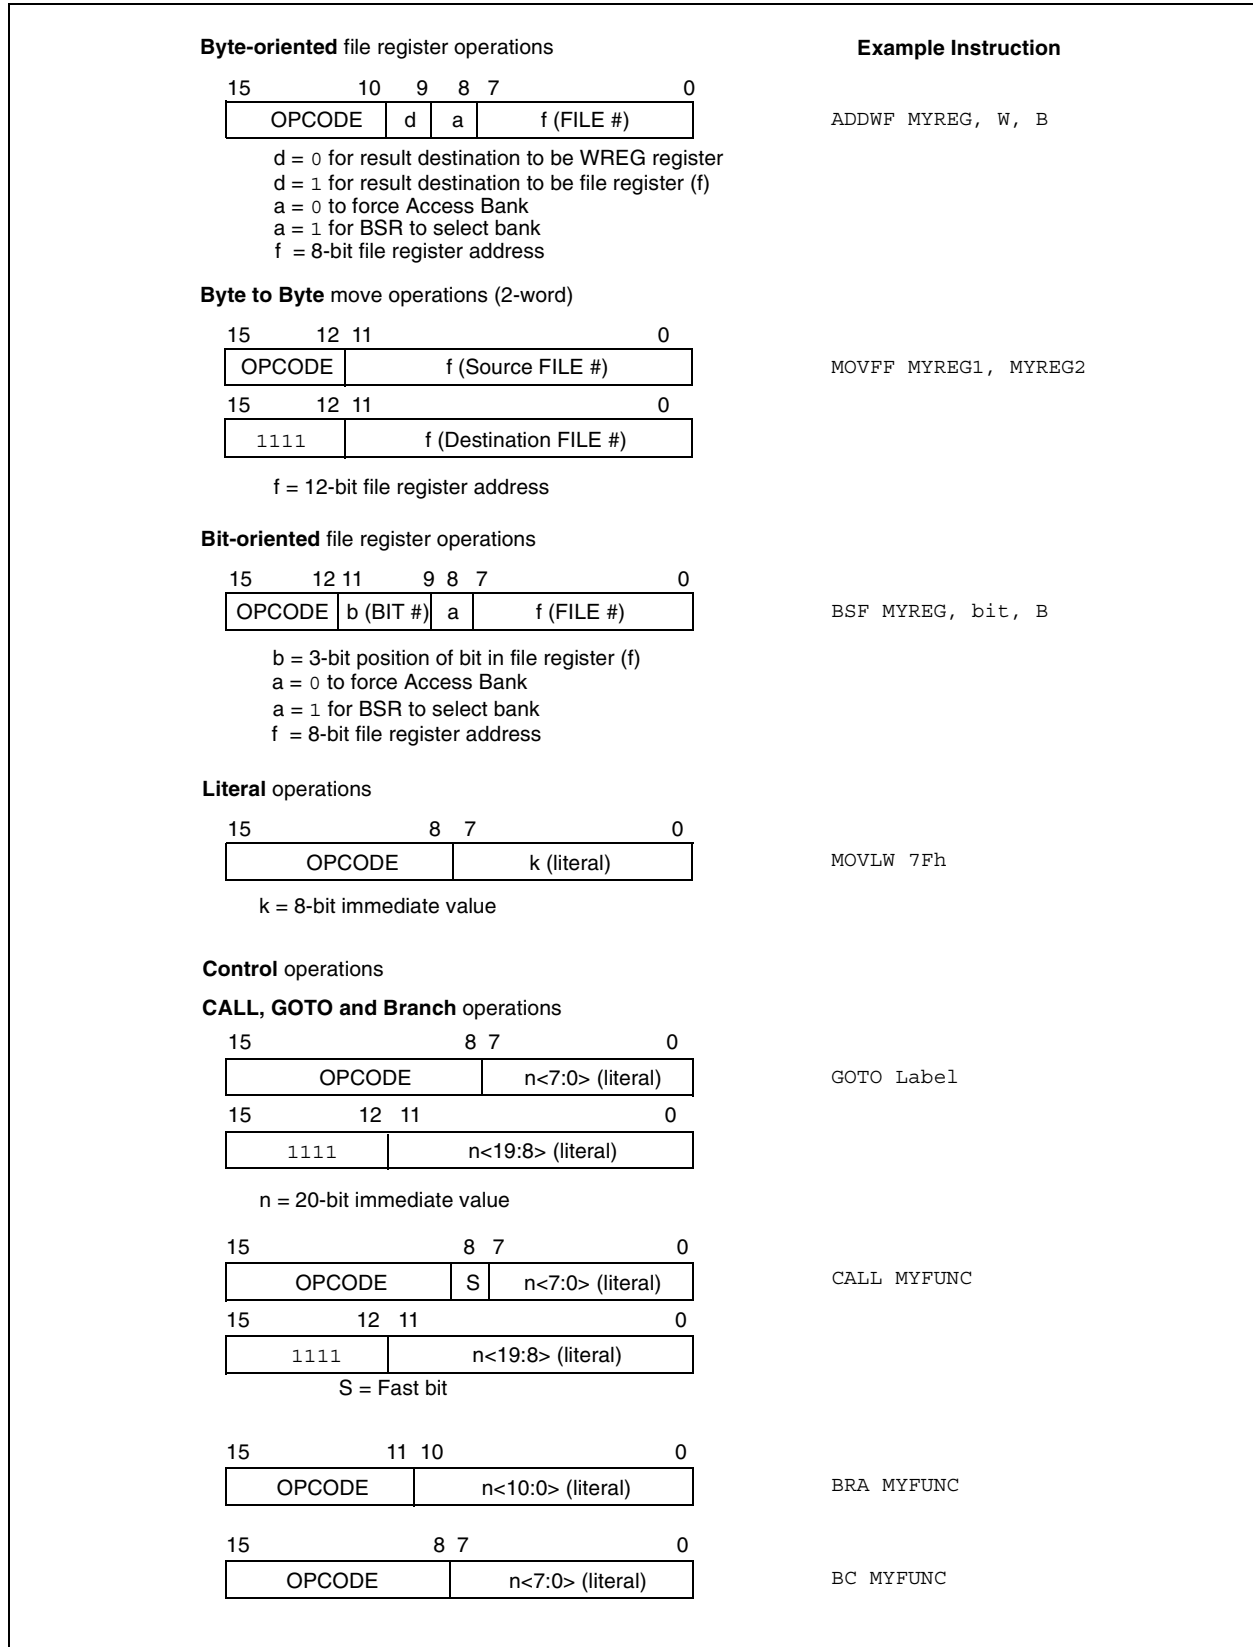 Byte-oriented file register operations Example Instruction
15 10 9 8 7 0
OPCODE d a f (FILE #) ADDWF MYREG, W, B
d = 0 for result destination to be WREG register
d = 1 for result destination to be file register (f)
a = 0 to force Access Bank
a = 1 for BSR to select bank
f = 8-bit file register address
Byte to Byte move operations (2-word)
15 12 11 0
OPCODE f (Source FILE #) MOVFF MYREG1, MYREG2
15 12 11 0
1111 f (Destination FILE #)
f = 12-bit file register address
Bit-oriented file register operations
15 12 11 9 8 7 0
OPCODE b (BIT #) a f (FILE #) BSF MYREG, bit, B
b = 3-bit position of bit in file register (f)
a = 0 to force Access Bank
a = 1 for BSR to select bank
f = 8-bit file register address
Literal operations
15 8 7 0
OPCODE k (literal) MOVLW 7Fh
k = 8-bit immediate value
Control operations
CALL, GOTO and Branch operations
15 8 7 0
OPCODE n<7:0> (literal) GOTO Label
15 12 11 0
1111 n<19:8> (literal)
n = 20-bit immediate value
15 8 7 0
OPCODE S n<7:0> (literal) CALL MYFUNC
15 12 11 0
1111 n<19:8> (literal)
S = Fast bit
15 11 10 0
OPCODE n<10:0> (literal) BRA MYFUNC
15 8 7 0
OPCODE n<7:0> (literal) BC MYFUNC